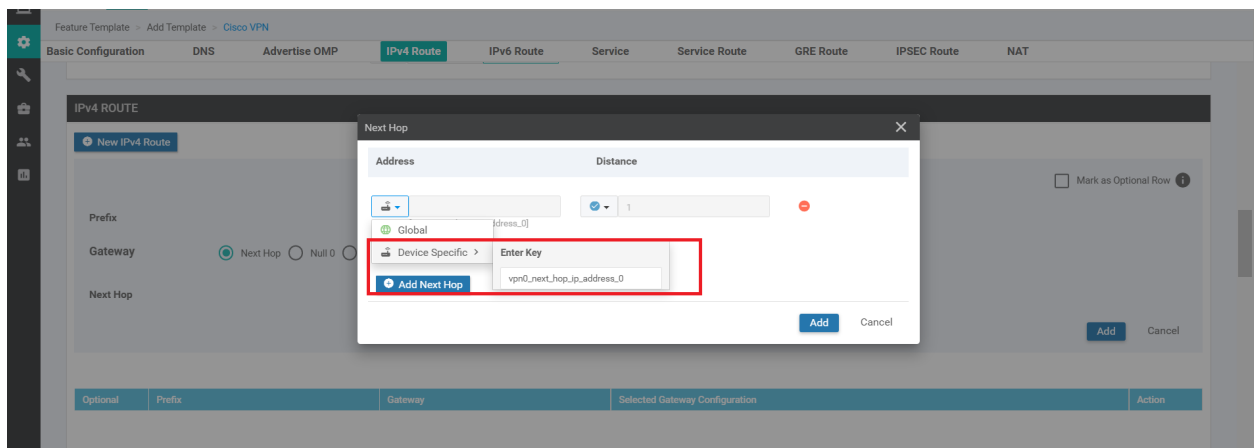 Feature Template > Add Template > Cisco VPN
Basic Configuration DNS Advertise OMP IPv4 Route IPv6 Route Service Service Route GRE Route IPSEC Route NAT
IPv4 ROUTE
New IPv4 Route
Mark as Optional Row
Prefix
Gateway Next Hop Null 0
Next Hop
Next Hop
Address Distance
1
Global
Device Specific > Enter Key
vpn0_next_hop_ip_address_0
Add Next Hop
Add Cancel
Add Cancel
Optional Prefix Gateway Selected Gateway Configuration Action